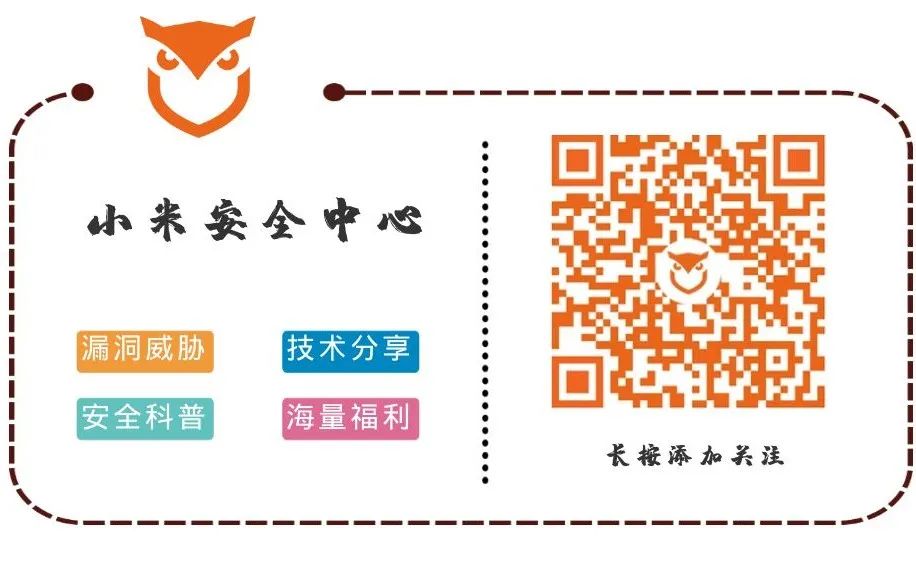 小米安全中心
漏洞威胁 技术分享
安全科普 海量福利
长按添加关注